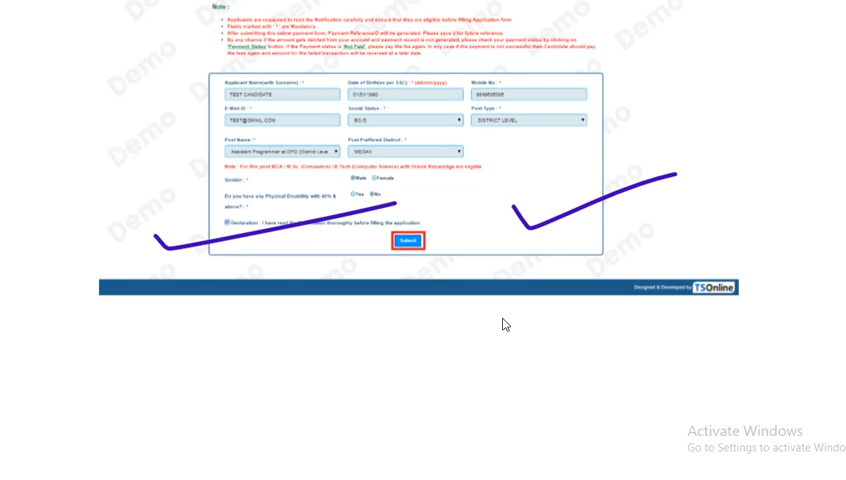 Note :
Applicants are requested to read the Notification carefully and ensure that they are eligible before filling Application form
Fields marked with ' * ' are Mandatory.
After submitting this below payment form, Payment ReferenceID will be generated. Please save it for future reference
By any chance if the amount gets debited from your account and payment receipt is not generated, please check your payment status by clicking on
'Payment Status' button. If the Payment status is 'Not Paid', please pay the fee again. In any case if the payment is not successful then Candidate should pay
the fees again and amount for the failed transaction will be reversed at a later date.
Applicant Name(with Surname) : * Date of Birth(as per SSC) : * (dd/mm/yyyy) Mobile No : *
TEST CANDIDATE 01/01/1990
E-Mail ID : * Social Status : * Post Type : *
TEST@GMAIL.COM BC-D DISTRICT LEVEL
Post Name : * Post Preffered District : *
Assistant Programmer at DPO (District Leve MEDAK
Note : For this post MCA / M.Sc. (Computers) / B.Tech (Computer Science) with Oracle Knowledge are eligible
Gender : * Male Female
Do you have any Physical Disability with 40% & Yes No
above? : *
Declaration : I have read the thoroughly before filling the application
Submit
Designed & Developed by TSOnline
Demo
Demo
Demo
Demo
Demo
Demo
Activate Windows
Go to Settings to activate Windo